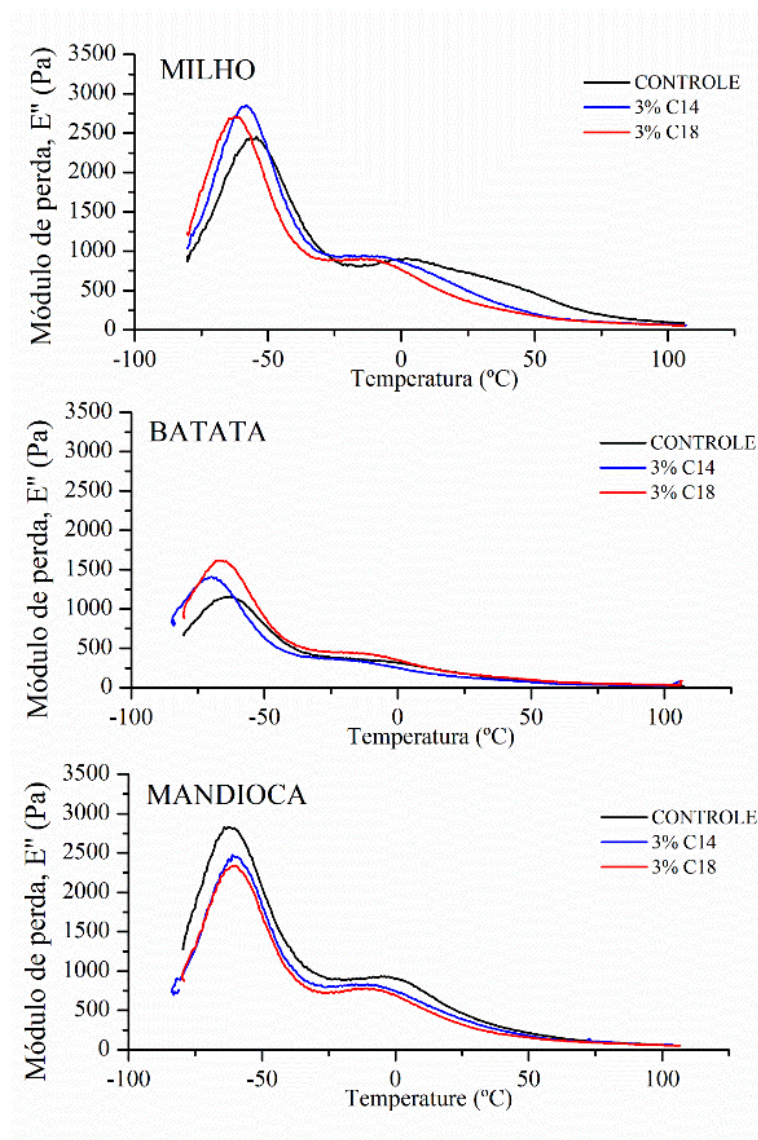 MILHO
CONTROLE
3% C14
3% C18
Módulo de perda, E" (Pa)
3500
3000
2500
2000
1500
1000
500
0
-100
-50
0
50
100
Temperatura (ºC)
BATATA
CONTROLE
3% C14
3% C18
Módulo de perda, E" (Pa)
3500
3000
2500
2000
1500
1000
500
0
-100
-50
0
50
100
Temperatura (ºC)
MANDIOCA
CONTROLE
3% C14
3% C18
Módulo de perda, E" (Pa)
3500
3000
2500
2000
1500
1000
500
0
-100
-50
0
50
100
Temperature (ºC)